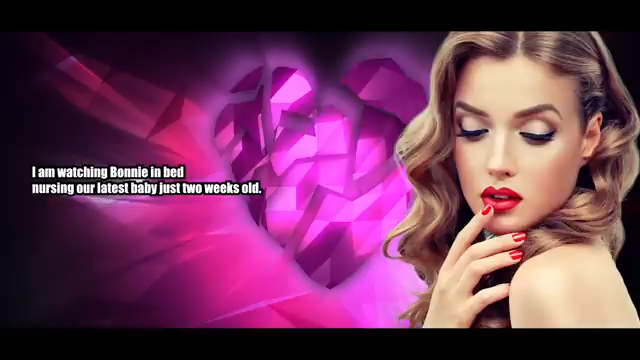 I am watching Bonnie in bed
nursing our latest baby just two weeks old.